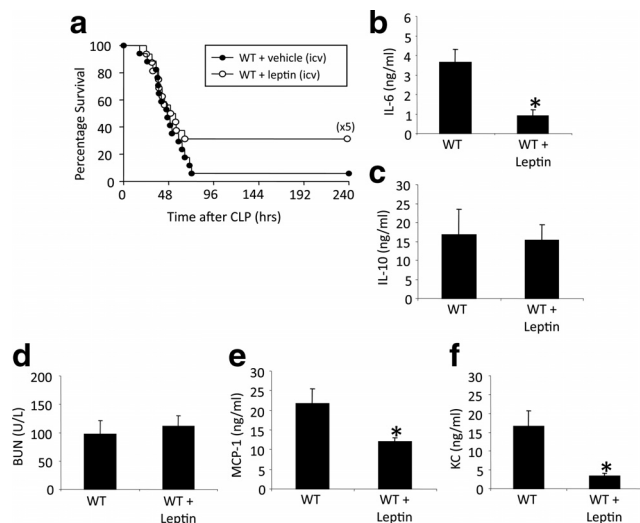 a
100
80
60
40
20
0
Percentage Survival
0 48 96 144 192 240
Time after CLP (hrs)
WT + vehicle (icv)
WT + leptin (icv)
(x5)
b
6
5
4
3
2
1
0
IL-6 (ng/ml)
*
WT WT +
Leptin
c
30
25
20
15
10
5
0
IL-10 (ng/ml)
WT WT +
Leptin
d
200
150
100
50
0
BUN (U/L)
WT WT +
Leptin
e
30
25
20
15
10
5
0
MCP-1 (ng/ml)
*
WT WT +
Leptin
f
30
25
20
15
10
5
0
KC (ng/ml)
*
WT WT +
Leptin